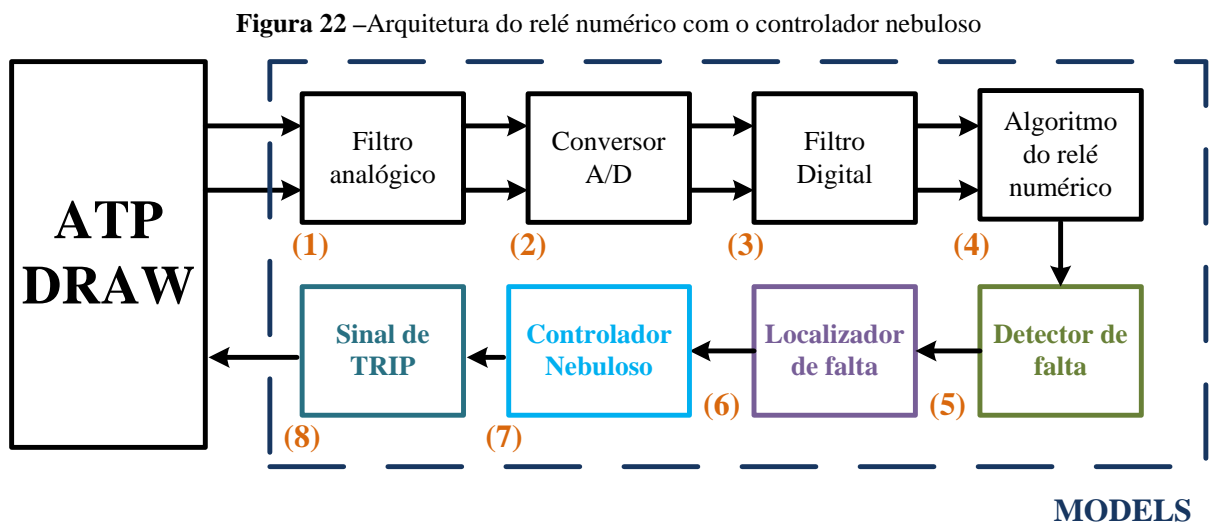 Figura 22 –Arquitetura do relé numérico com o controlador nebuloso
ATP
DRAW
Filtro
analógico
(1)
Conversor
A/D
(2)
Filtro
Digital
(3)
Algoritmo
do relé
numérico
(4)
Detector de
falta
(5)
Localizador
de falta
(6)
Controlador
Nebuloso
(7)
Sinal de
TRIP
(8)
MODELS